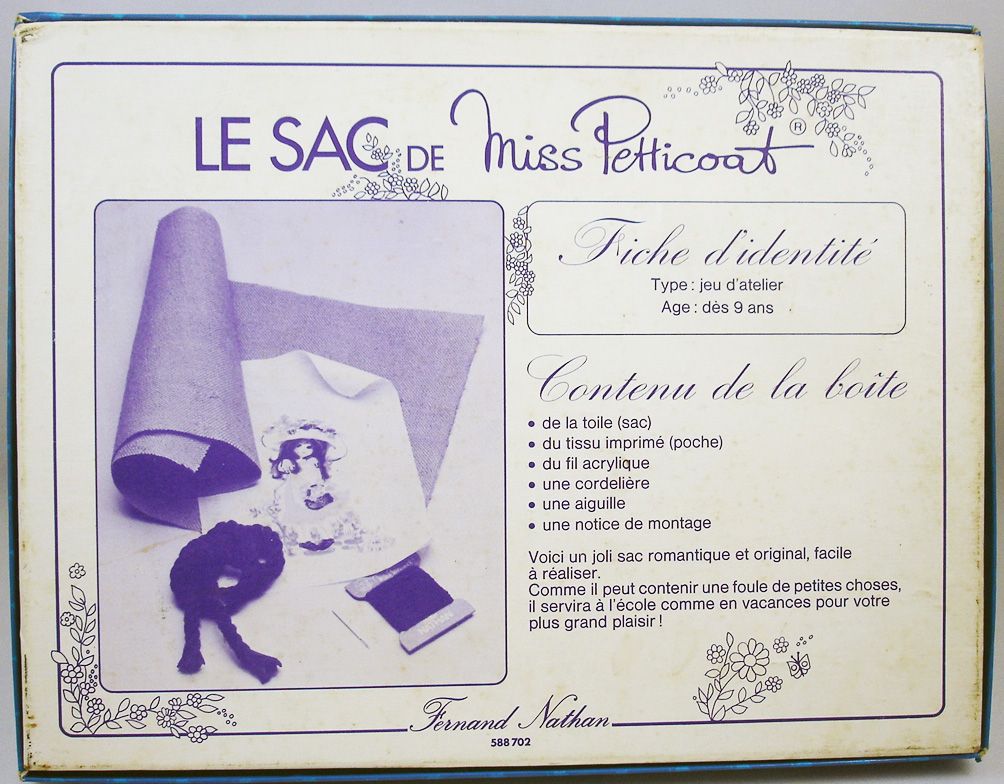 LE SAC DE Miss Petticoat ®
Fiche d'identité
Type : jeu d'atelier
Age : dès 9 ans
Contenu de la boîte
• de la toile (sac)
• du tissu imprimé (poche)
• du fil acrylique
• une cordelière
• une aiguille
• une notice de montage
Voici un joli sac romantique et original, facile
à réaliser.
Comme il peut contenir une foule de petites choses,
il servira à l'école comme en vacances pour votre
plus grand plaisir !
Fernand Nathan
588 702